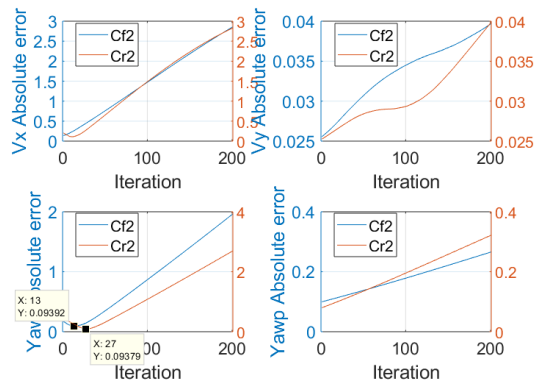 3 3
2.5 2.5
2 2
1.5 1.5
1 1
0.5 0.5
0 0
0 100 200
Vx Absolute error
Iteration
Cf2
Cr2
0.04 0.04
0.035 0.035
0.03 0.03
0.025 0.025
0 100 200
Vy Absolute error
Iteration
Cf2
Cr2
2 4
1 2
0 0
0 100 200
Iteration
Cf2
Cr2
X: 13
Y: 0.09392
X: 27
Y: 0.09379
0.4 0.4
0.2 0.2
0 0
0 100 200
Yawp Absolute error
Iteration
Cf2
Cr2